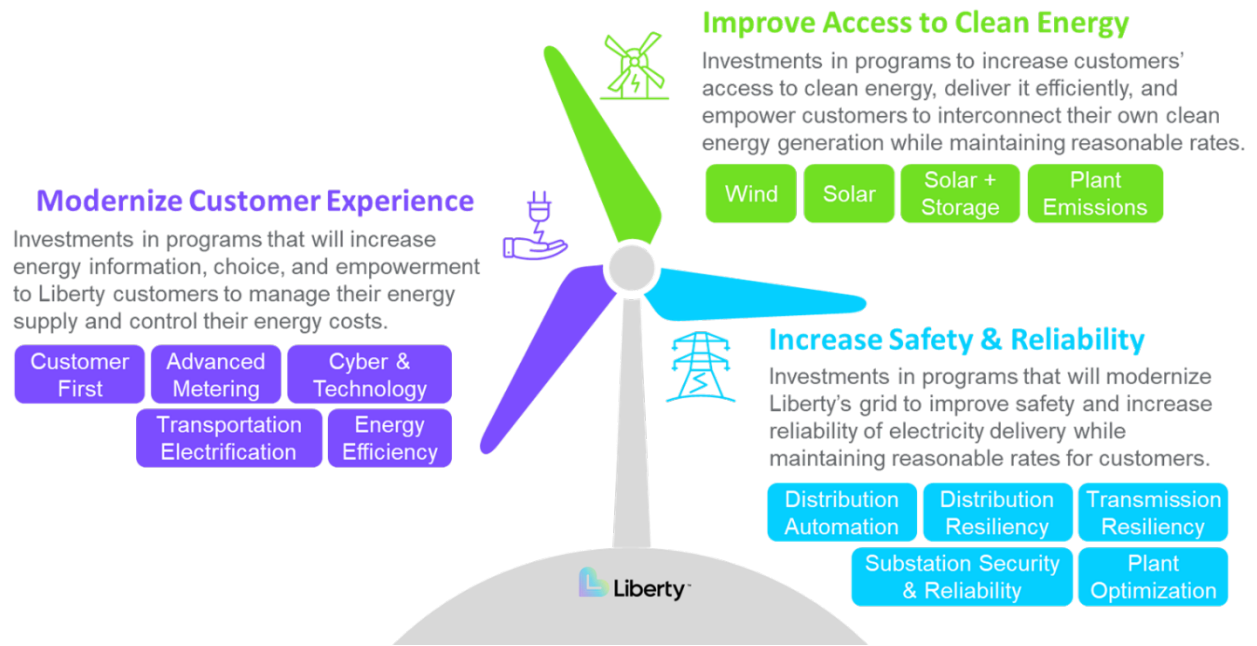 Improve Access to Clean Energy
Investments in programs to increase customers’
access to clean energy, deliver it efficiently, and
empower customers to interconnect their own clean
energy generation while maintaining reasonable rates.
Wind
Solar
Solar +
Storage
Plant
Emissions
Modernize Customer Experience
Investments in programs that will increase
energy information, choice, and empowerment
to Liberty customers to manage their energy
supply and control their energy costs.
Customer
First
Advanced
Metering
Cyber &
Technology
Transportation
Electrification
Energy
Efficiency
Increase Safety & Reliability
Investments in programs that will modernize
Liberty’s grid to improve safety and increase
reliability of electricity delivery while
maintaining reasonable rates for customers.
Distribution
Automation
Distribution
Resiliency
Transmission
Resiliency
Substation Security
& Reliability
Plant
Optimization
Liberty™